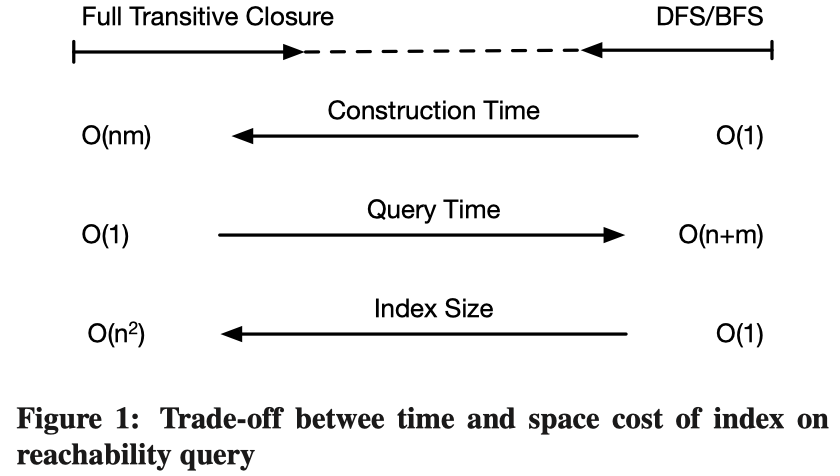 Full Transitive Closure DFS/BFS
Construction Time
O(nm) O(1)
Query Time
O(1) O(n+m)
Index Size
O(n²) O(1)
Figure 1: Trade-off betwee time and space cost of index on
reachability query